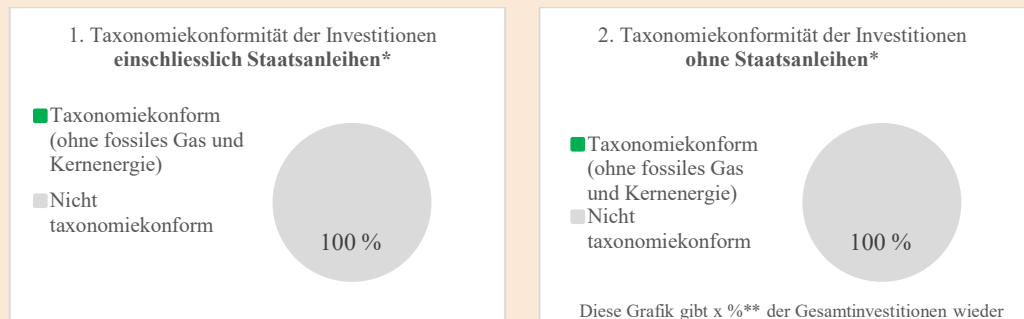 1. Taxonomiekonformität der Investitionen
einschliesslich Staatsanleihen*
Taxonomiekonform
(ohne fossiles Gas und
Kernenergie)
Nicht
taxonomiekonform
100 %
2. Taxonomiekonformität der Investitionen
ohne Staatsanleihen*
Taxonomiekonform
(ohne fossiles Gas
und Kernenergie)
Nicht
taxonomiekonform
100 %
Diese Grafik gibt x %** der Gesamtinvestitionen wieder